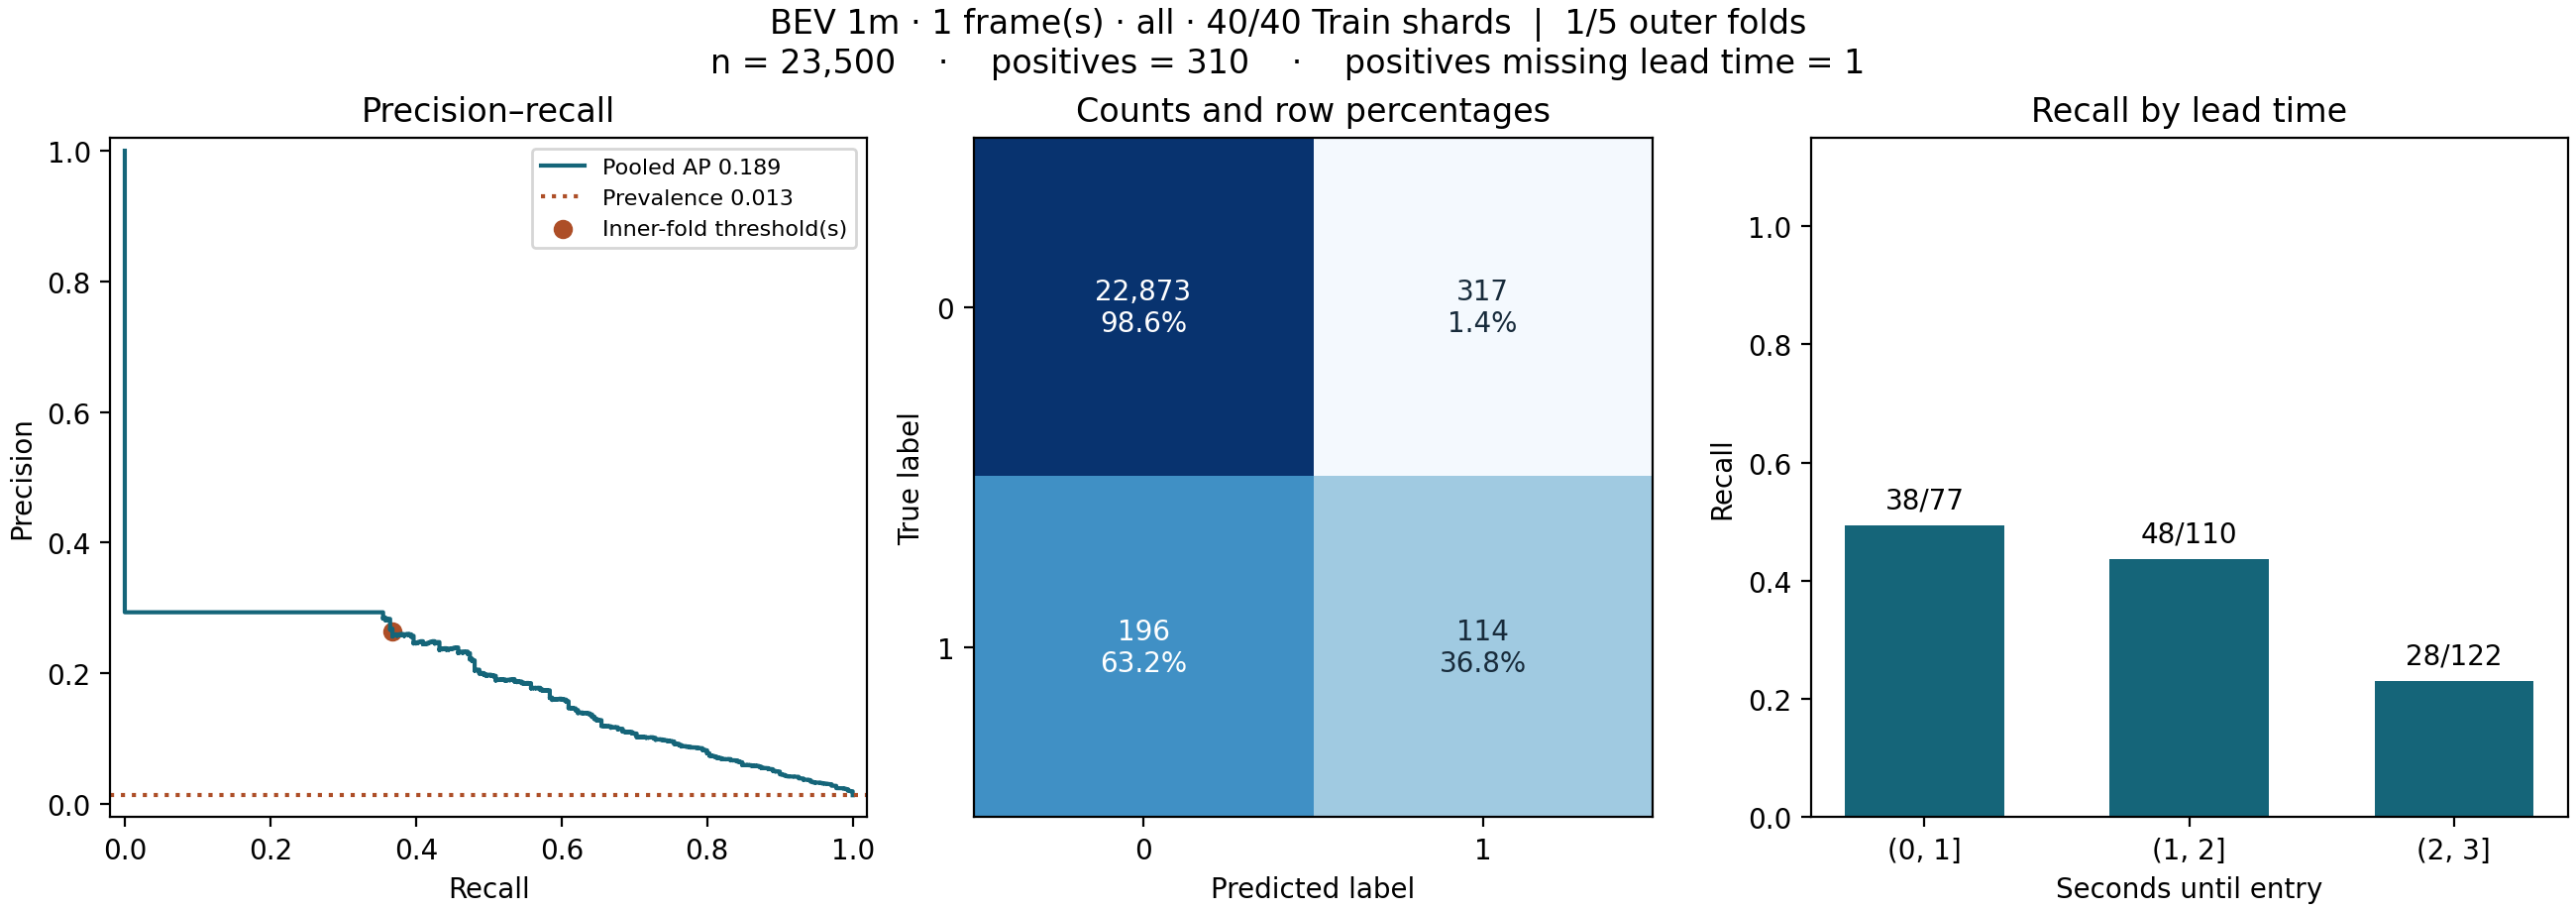 BEV 1m · 1 frame(s) · all · 40/40 Train shards | 1/5 outer folds
n = 23,500 · positives = 310 · positives missing lead time = 1
Precision–recall
1.0
0.8
0.6
0.4
0.2
0.0
Precision
Pooled AP 0.189
Prevalence 0.013
Inner-fold threshold(s)
0.0 0.2 0.4 0.6 0.8 1.0
Recall
Counts and row percentages
True label
0
1
22,873
98.6%
317
1.4%
196
63.2%
114
36.8%
0 1
Predicted label
Recall by lead time
Recall
1.0
0.8
0.6
0.4
0.2
0.0
38/77
48/110
28/122
(0, 1] (1, 2] (2, 3]
Seconds until entry